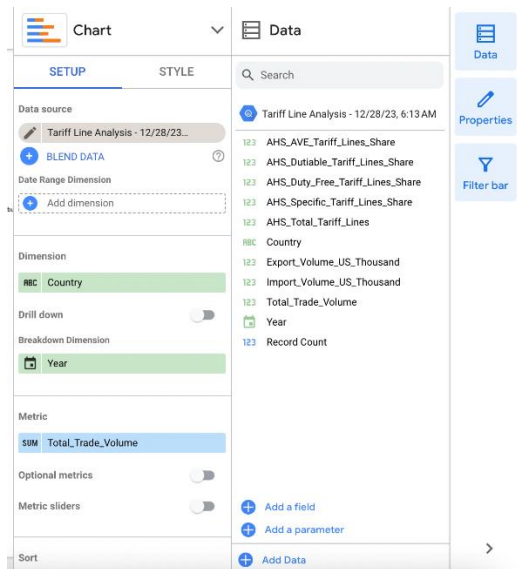 Chart
SETUP
STYLE
Data source
Tariff Line Analysis - 12/28/23...
BLEND DATA
Date Range Dimension
Add dimension
Dimension
ABC Country
Drill down
Breakdown Dimension
Year
Metric
SUM Total_Trade_Volume
Optional metrics
Metric sliders
Sort
Data
Search
Tariff Line Analysis - 12/28/23, 6:13 AM
123 AHS_AVE_Tariff_Lines_Share
123 AHS_Dutiable_Tariff_Lines_Share
123 AHS_Duty_Free_Tariff_Lines_Share
123 AHS_Specific_Tariff_Lines_Share
123 AHS_Total_Tariff_Lines
ABC Country
123 Export_Volume_US_Thousand
123 Import_Volume_US_Thousand
123 Total_Trade_Volume
Year
123 Record Count
Add a field
Add a parameter
Add Data
Data
Properties
Filter bar